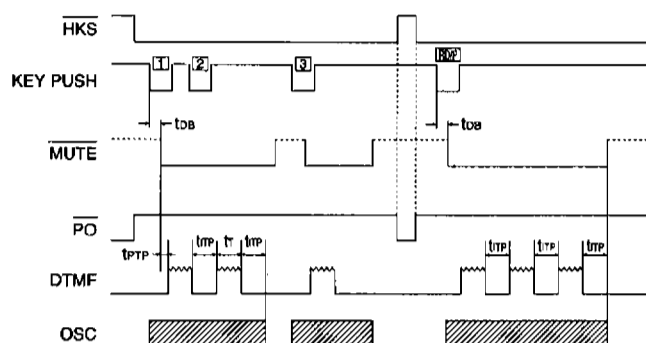 HKS
KEY PUSH 1 2 3 RD/P
tDB tDB
MUTE
PO
tPTP tITP tT tITP tITP tITP tITP
DTMF
OSC